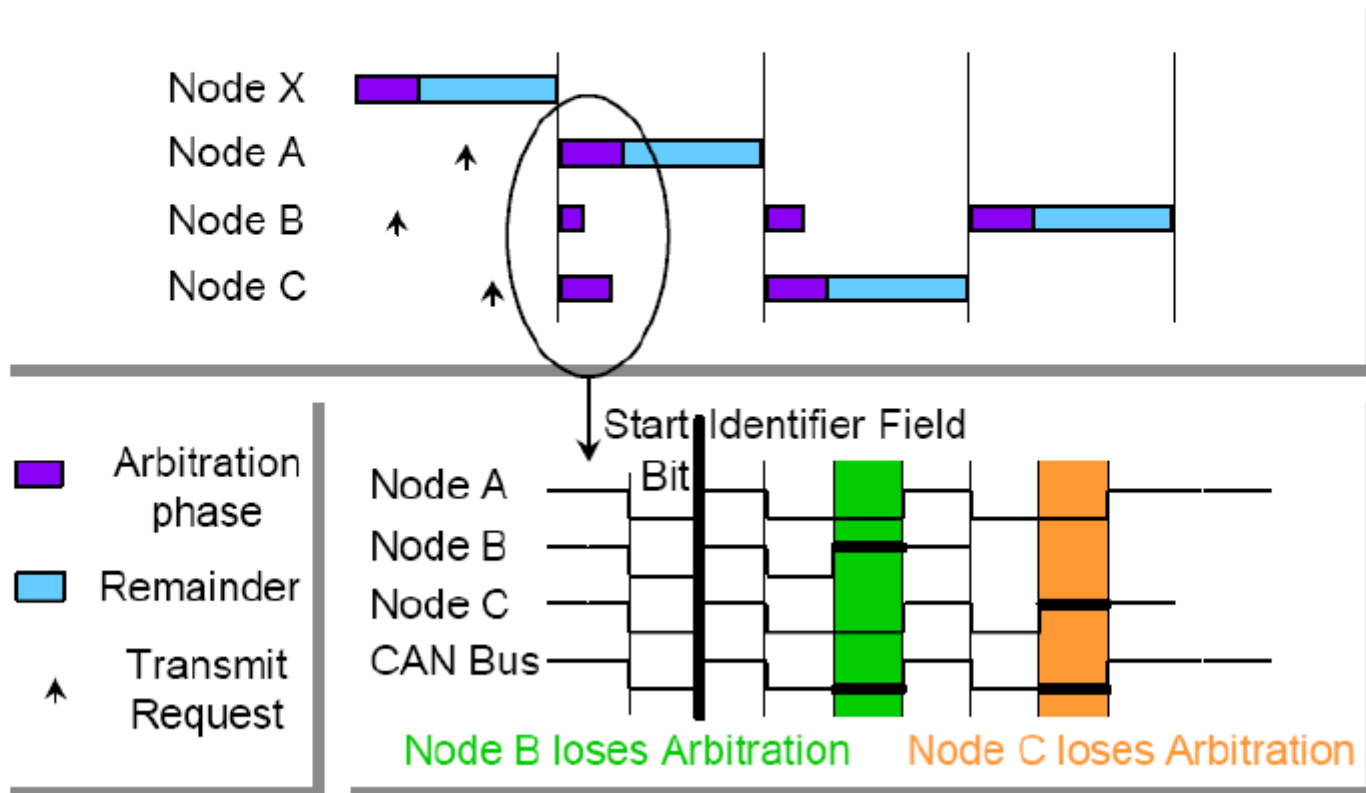 Node X
Node A
Node B
Node C
Arbitration
phase
Remainder
Transmit
Request
Start Identifier Field
Bit
Node A
Node B
Node C
CAN Bus
Node B loses Arbitration
Node C loses Arbitration